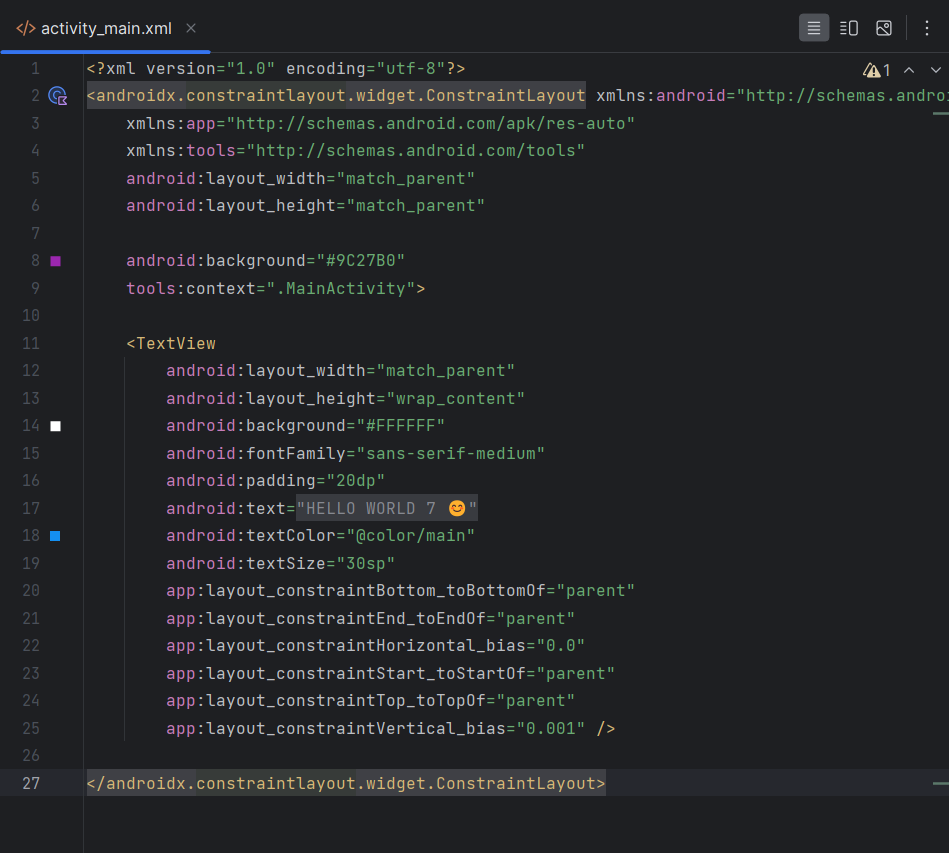 activity_main.xml
1
1 <?xml version="1.0" encoding="utf-8"?>
2 <androidx.constraintlayout.widget.ConstraintLayout xmlns:android="http://schemas.andro
3 xmlns:app="http://schemas.android.com/apk/res-auto"
4 xmlns:tools="http://schemas.android.com/tools"
5 android:layout_width="match_parent"
6 android:layout_height="match_parent"
7
8 android:background="#9C27B0"
9 tools:context=".MainActivity">
10
11 <TextView
12 android:layout_width="match_parent"
13 android:layout_height="wrap_content"
14 android:background="#FFFFFF"
15 android:fontFamily="sans-serif-medium"
16 android:padding="20dp"
17 android:text="HELLO WORLD 7 😊"
18 android:textColor="@color/main"
19 android:textSize="30sp"
20 app:layout_constraintBottom_toBottomOf="parent"
21 app:layout_constraintEnd_toEndOf="parent"
22 app:layout_constraintHorizontal_bias="0.0"
23 app:layout_constraintStart_toStartOf="parent"
24 app:layout_constraintTop_toTopOf="parent"
25 app:layout_constraintVertical_bias="0.001" />
26
27 </androidx.constraintlayout.widget.ConstraintLayout>